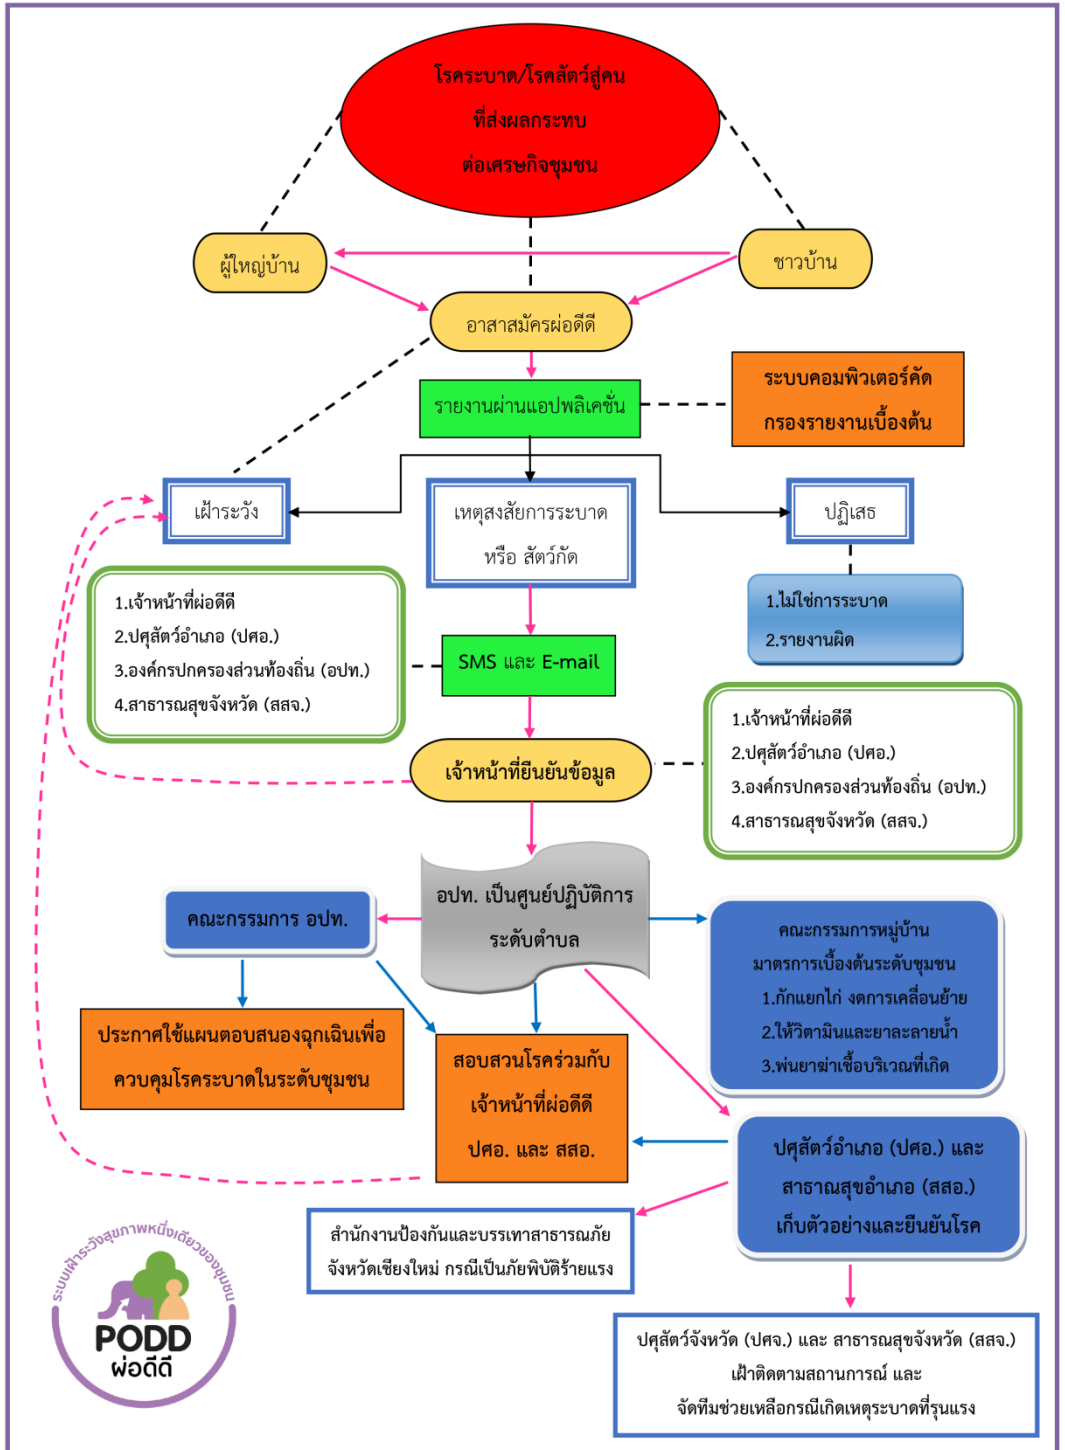 โรคระบาด/โรคสัตว์สู่คน
ที่ส่งผลกระทบ
ต่อเศรษกิจชุมชน
ผู้ใหญ่บ้าน
ชาวบ้าน
อาสาสมัครผ่อดีดี
รายงานผ่านแอปพลิเคชั่น
ระบบคอมพิวเตอร์คัด
กรองรายงานเบื้องต้น
เฝ้าระวัง
เหตุสงสัยการระบาด
หรือ สัตว์กัด
ปฏิเสธ
1.ไม่ใช่การระบาด
2.รายงานผิด
1.เจ้าหน้าที่ผ่อดีดี
2.ปศุสัตว์อำเภอ (ปศอ.)
3.องค์กรปกครองส่วนท้องถิ่น (อปท.)
4.สาธารณสุขจังหวัด (สสจ.)
SMS และ E-mail
1.เจ้าหน้าที่ผ่อดีดี
2.ปศุสัตว์อำเภอ (ปศอ.)
3.องค์กรปกครองส่วนท้องถิ่น (อปท.)
4.สาธารณสุขจังหวัด (สสจ.)
เจ้าหน้าที่ยืนยันข้อมูล
อปท. เป็นศูนย์ปฏิบัติการ
ระดับตำบล
คณะกรรมการ อปท.
คณะกรรมการหมู่บ้าน
มาตรการเบื้องต้นระดับชุมชน
1.กักแยกไก่ งดการเคลื่อนย้าย
2.ให้วิตามินและยาละลายน้ำ
3.พ่นยาฆ่าเชื้อบริเวณที่เกิด
ประกาศใช้แผนตอบสนองฉุกเฉินเพื่อ
ควบคุมโรคระบาดในระดับชุมชน
สอบสวนโรคร่วมกับ
เจ้าหน้าที่ผ่อดีดี
ปศอ. และ สสอ.
ปศุสัตว์อำเภอ (ปศอ.) และ
สาธาณสุขอำเภอ (สสอ.)
เก็บตัวอย่างและยืนยันโรค
สำนักงานป้องกันและบรรเทาสาธารณภัย
จังหวัดเชียงใหม่ กรณีเป็นภัยพิบัติร้ายแรง
ปศุสัตว์จังหวัด (ปศจ.) และ สาธารณสุขจังหวัด (สสจ.)
เฝ้าติดตามสถานการณ์ และ
จัดทีมช่วยเหลือกรณีเกิดเหตุระบาดที่รุนแรง
ระบบเฝ้าระวังสุขภาพหนึ่งเดียวของชุมชน
PODD
ผ่อดีดี